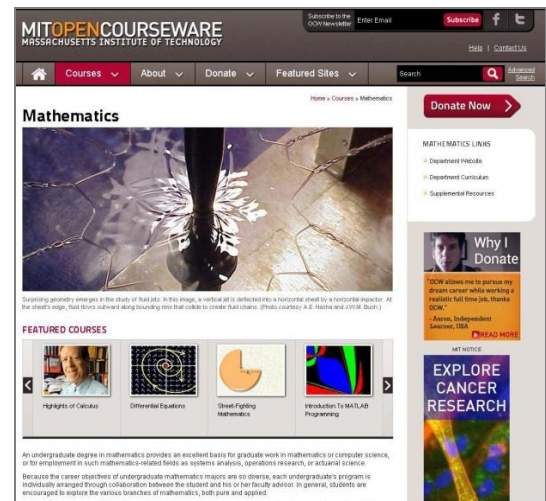 MITOPENCOURSEWARE
MASSACHUSETTS INSTITUTE OF TECHNOLOGY
Subscribe to the
OCW Newsletter
Enter Email
Subscribe
Help | Contact Us
Courses
About
Donate
Featured Sites
Search
Advanced
Search
Home » Courses » Mathematics
Mathematics
Surprising geometry emerges in the study of fluid jets. In this image, a vertical jet is deflected into a horizontal sheet by a horizontal impactor. At
the sheet's edge, fluid flows outward along bounding rims that collide to create fluid chains. (Photo courtesy A.E. Hasha and J.W.M. Bush.)
FEATURED COURSES
Highlights of Calculus
Differential Equations
Street-Fighting
Mathematics
Introduction To MATLAB
Programming
An undergraduate degree in mathematics provides an excellent basis for graduate work in mathematics or computer science,
or for employment in such mathematics-related fields as systems analysis, operations research, or actuarial science.
Because the career objectives of undergraduate mathematics majors are so diverse, each undergraduate's program is
individually arranged through collaboration between the student and his or her faculty advisor. In general, students are
encouraged to explore the various branches of mathematics, both pure and applied.
Donate Now
MATHEMATICS LINKS
» Department Website
» Department Curriculum
» Supplemental Resources
Why I
Donate
"OCW allows me to pursue my
dream career while working a
realistic full time job, thanks
OCW."
- Aaron, Independent
Learner, USA
READ MORE
MIT NOTICE
EXPLORE
CANCER
RESEARCH